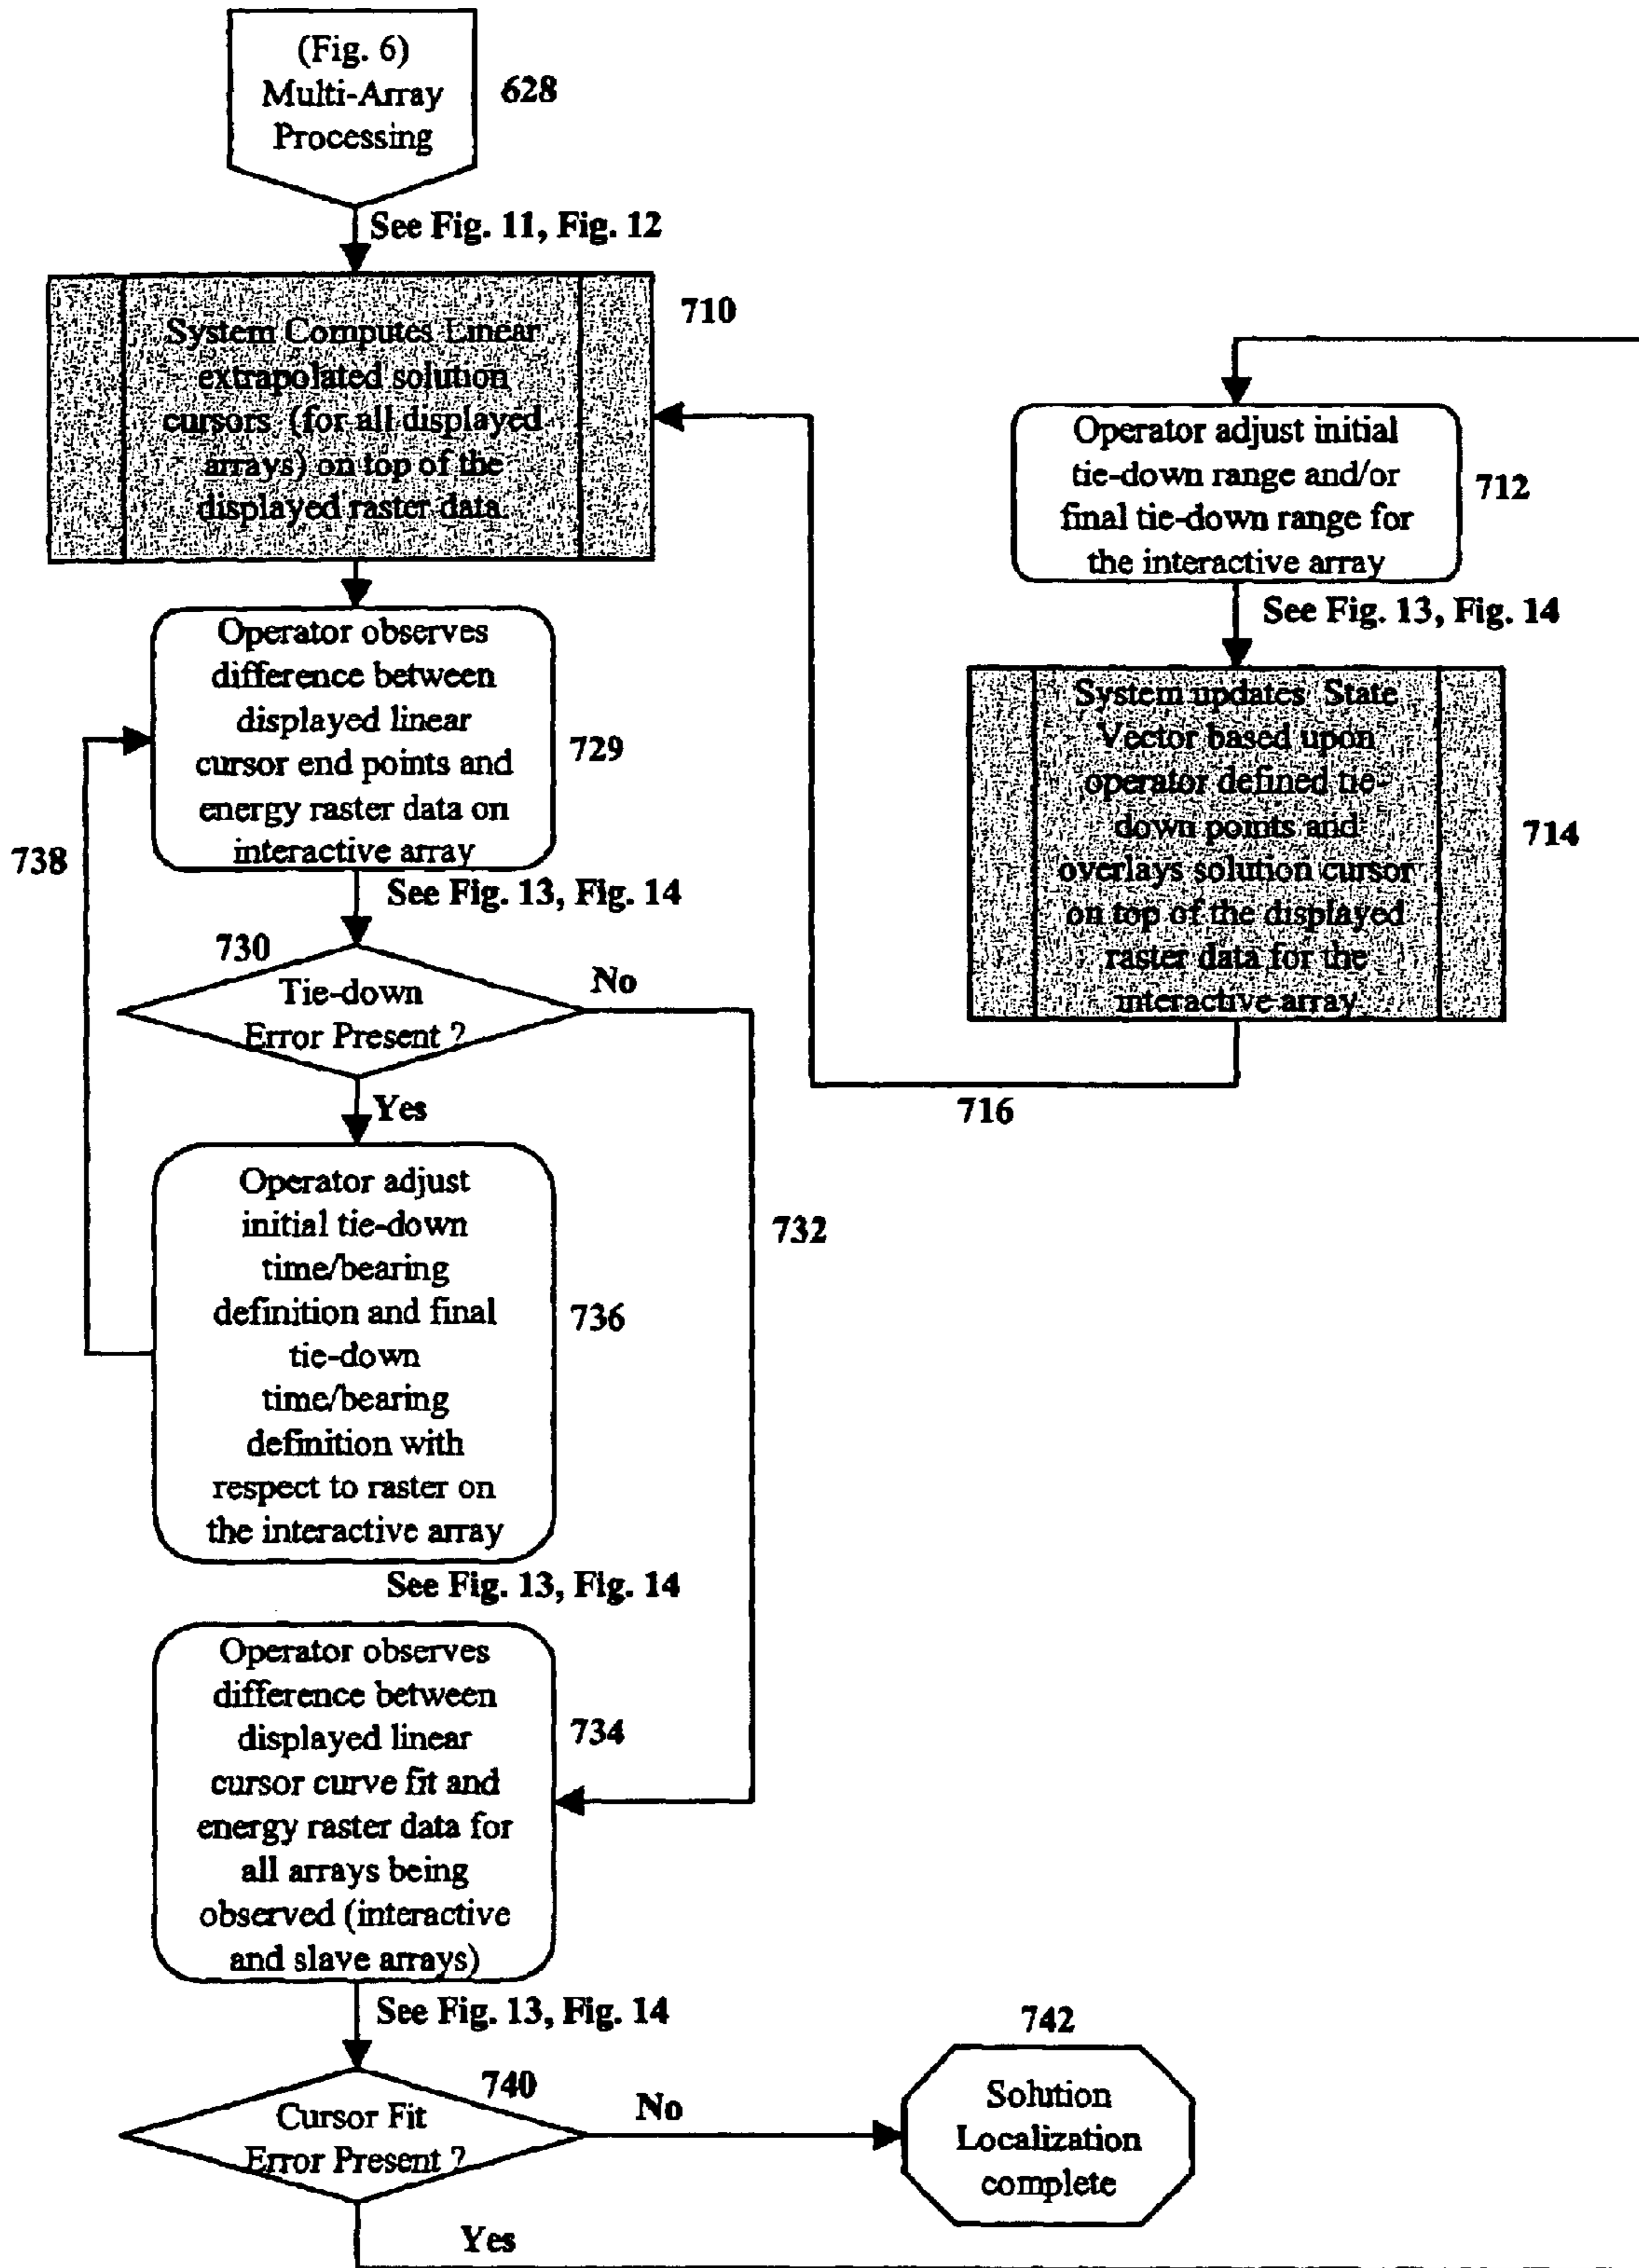 (Fig. 6)
Multi-Array
Processing
628
See Fig. 11, Fig. 12
System Computes Linear
extrapolated solution
cursors (for all displayed
arrays) on top of the
displayed raster data.
710
Operator observes
difference between
displayed linear
cursor end points and
energy raster data on
interactive array
729
738
See Fig. 13, Fig. 14
730
Tie-down
Error Present ?
No
Yes
732
Operator adjust
initial tie-down
time/bearing
definition and final
tie-down
time/bearing
definition with
respect to raster on
the interactive array
736
See Fig. 13, Fig. 14
Operator observes
difference between
displayed linear
cursor curve fit and
energy raster data for
all arrays being
observed (interactive
and slave arrays)
734
See Fig. 13, Fig. 14
740
Cursor Fit
Error Present ?
No
Yes
742
Solution
Localization
complete
Operator adjust initial
tie-down range and/or
final tie-down range for
the interactive array
712
See Fig. 13, Fig. 14
System updates State
Vector based upon
operator defined tie-
down points and
overlays solution cursor
on top of the displayed
raster data for the
interactive array
714
716